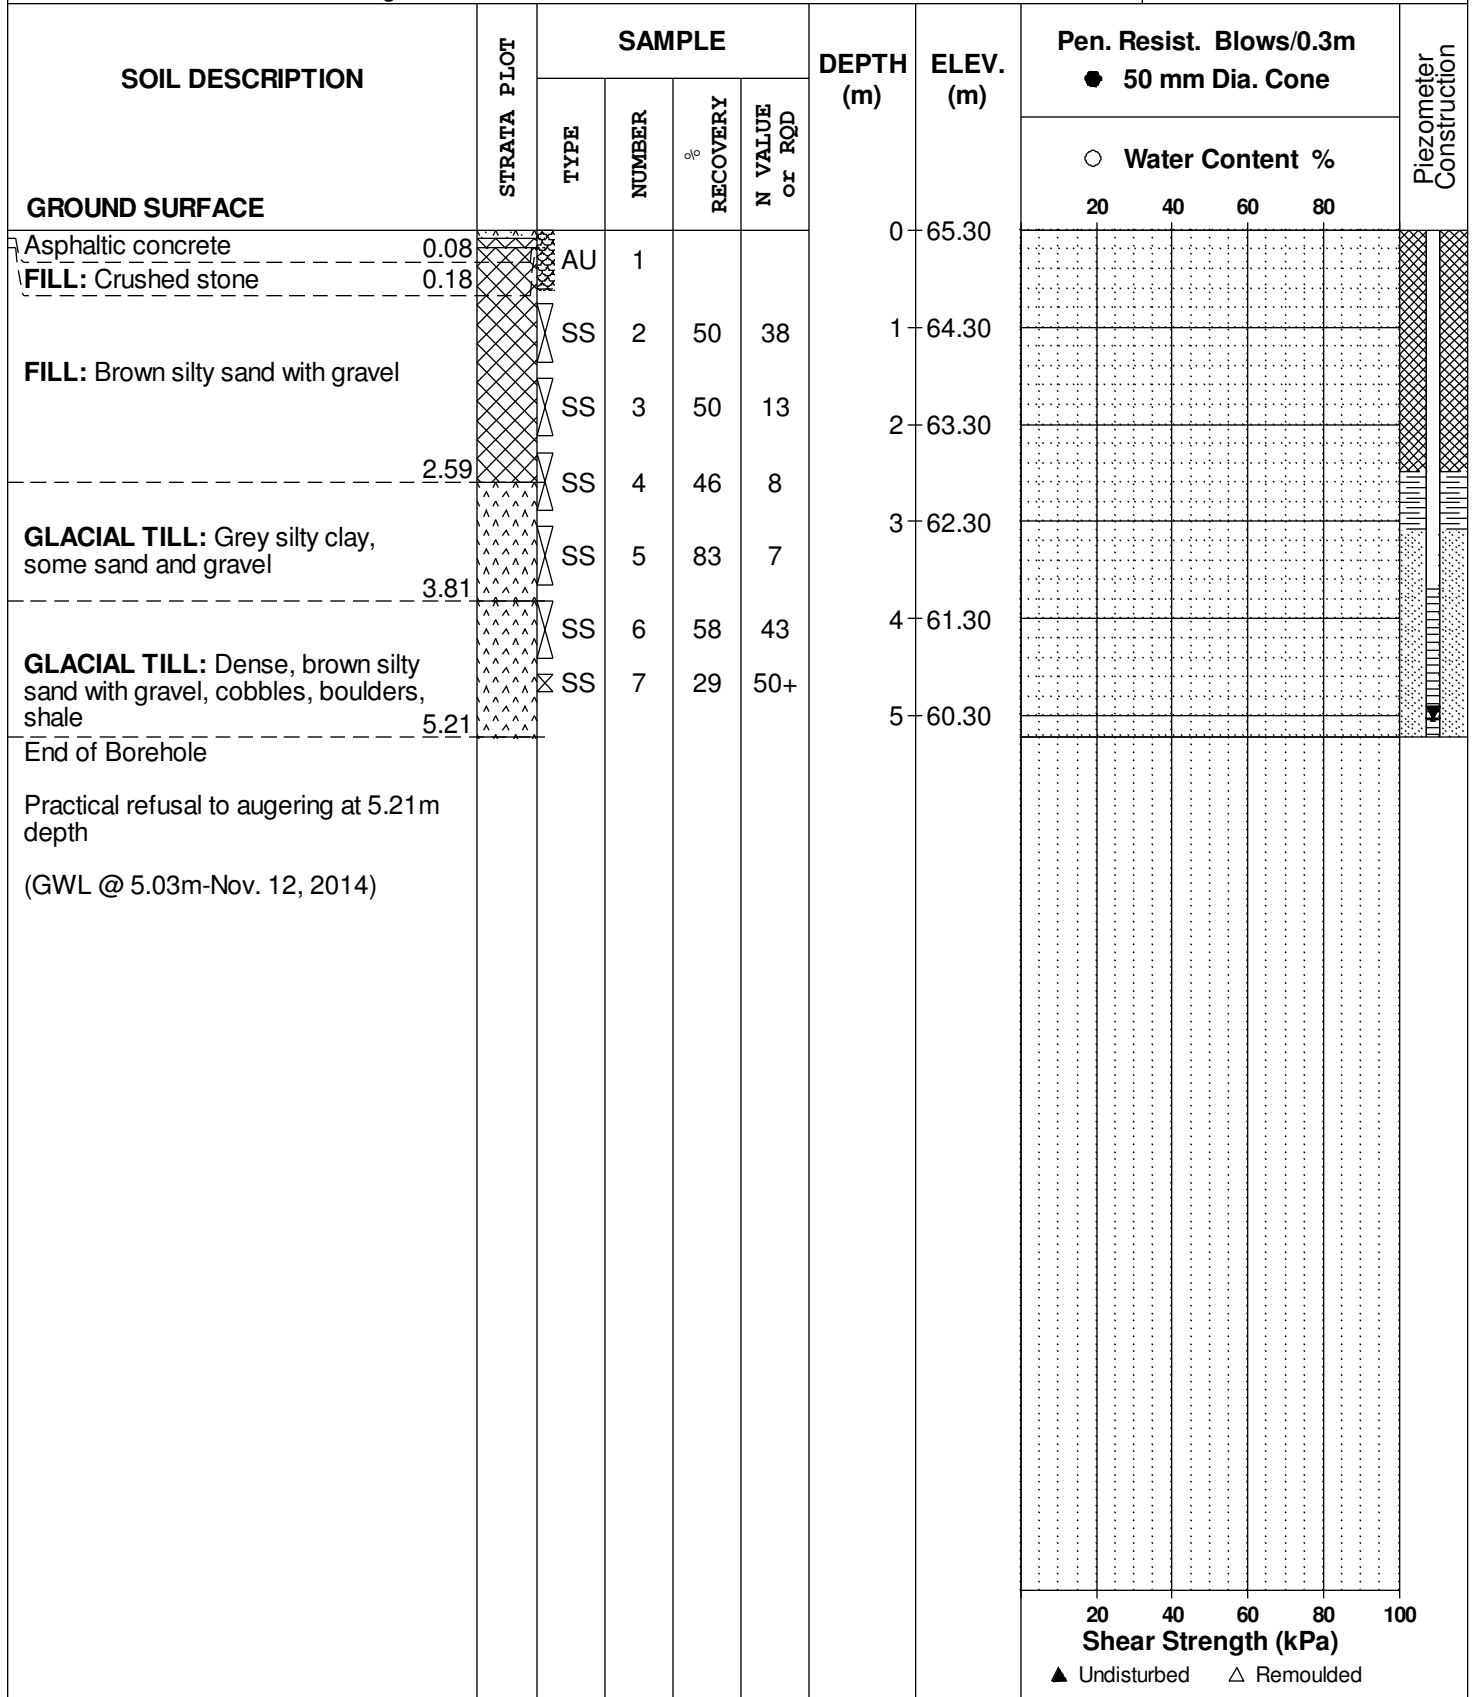 SOIL DESCRIPTION
GROUND SURFACE
STRATA PLOT
SAMPLE
TYPE
NUMBER
% RECOVERY
N VALUE or RQD
DEPTH (m)
ELEV. (m)
Pen. Resist. Blows/0.3m
● 50 mm Dia. Cone
○ Water Content %
20 40 60 80
Piezometer Construction
0 65.30
Asphaltic concrete 0.08
FILL: Crushed stone 0.18
AU 1
SS 2 50 38
1 64.30
FILL: Brown silty sand with gravel
SS 3 50 13
2 63.30
2.59
SS 4 46 8
3 62.30
GLACIAL TILL: Grey silty clay,
some sand and gravel
SS 5 83 7
3.81
4 61.30
SS 6 58 43
GLACIAL TILL: Dense, brown silty
sand with gravel, cobbles, boulders,
shale
SS 7 29 50+
5 60.30
5.21
End of Borehole
Practical refusal to augering at 5.21m
depth
(GWL @ 5.03m-Nov. 12, 2014)
20 40 60 80 100
Shear Strength (kPa)
▲ Undisturbed △ Remoulded